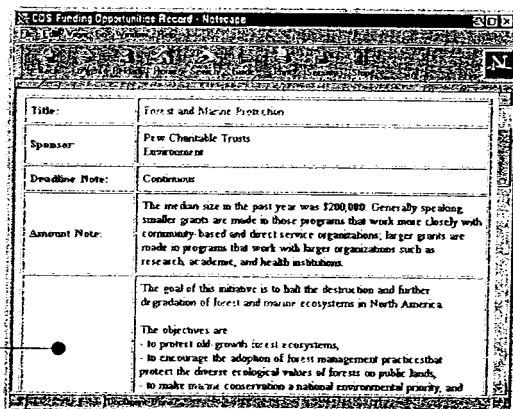 COS Funding Opportunities Record - Netscape
N
Title:
Forest and Marine Protection
Sponsor
Pew Charitable Trusts
Environment
Deadline Note:
Continuous
Amount Note:
The median size in the past year was $200,000. Generally speaking
smaller grants are made in those programs that work more closely with
community-based and direct service organizations; larger grants are
made in programs that work with larger organizations such as
research, academic, and health institutions.
The goal of this initiative is to halt the destruction and further
degradation of forest and marine ecosystems in North America
The objectives are
- to protect old-growth forest ecosystems,
- to encourage the adoption of forest management practicesthat
protect the diverse ecological values of forests on public lands,
- to make marine conservation a national environmental priority, and